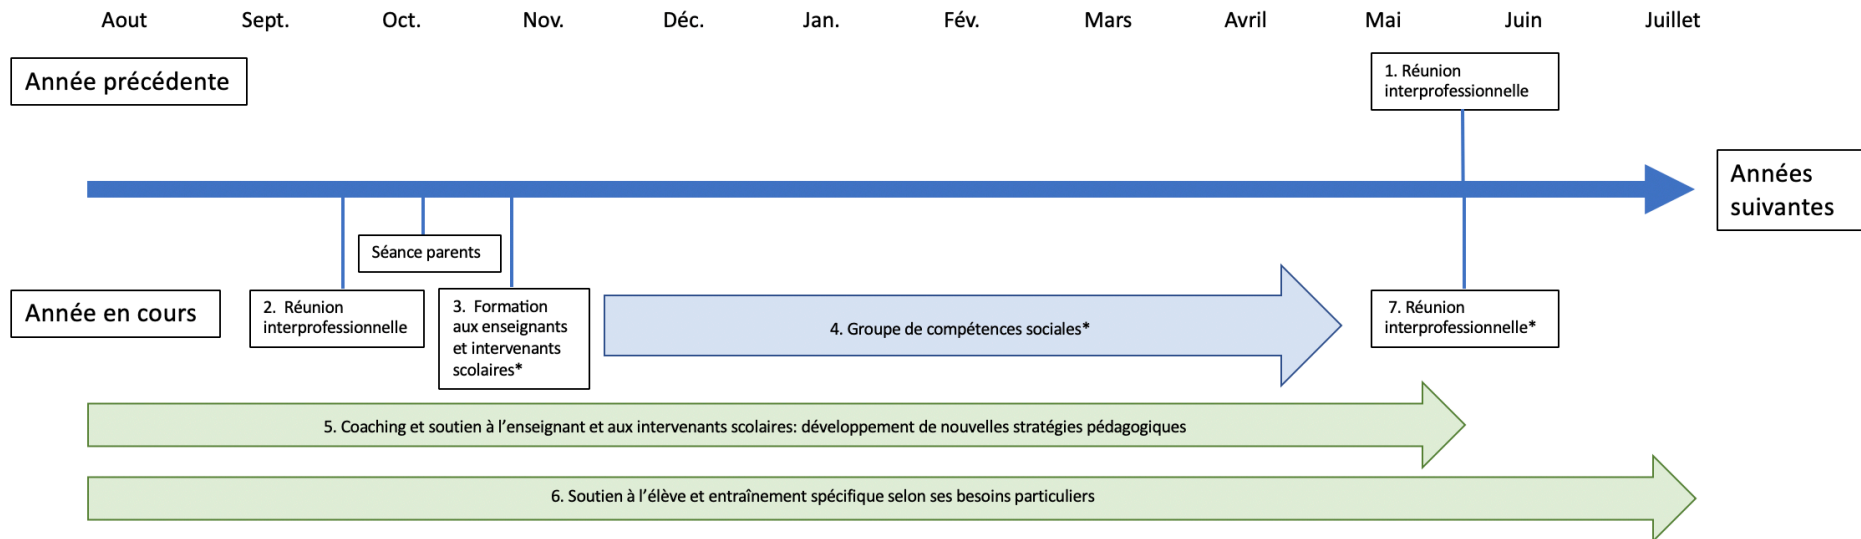 Aout Sept. Oct. Nov. Déc. Jan. Fév. Mars Avril Mai Juin Juillet
Année précédente
1. Réunion
interprofessionnelle
Années
suivantes
Séance parents
Année en cours
2. Réunion
interprofessionnelle
3. Formation
aux enseignants
et intervenants
scolaires*
4. Groupe de compétences sociales*
7. Réunion
interprofessionnelle*
5. Coaching et soutien à l’enseignant et aux intervenants scolaires: développement de nouvelles stratégies pédagogiques
6. Soutien à l’élève et entraînement spécifique selon ses besoins particuliers